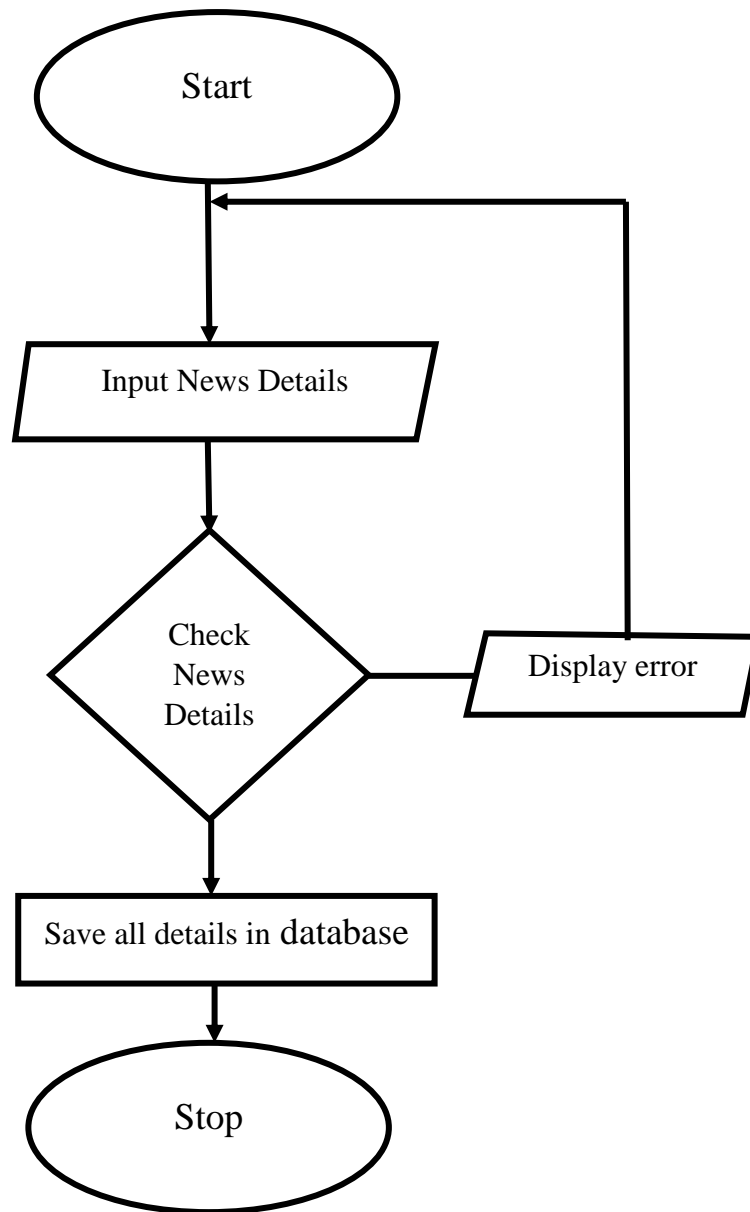 Start
Input News Details
Check
News
Details
Display error
Save all details in database
Stop